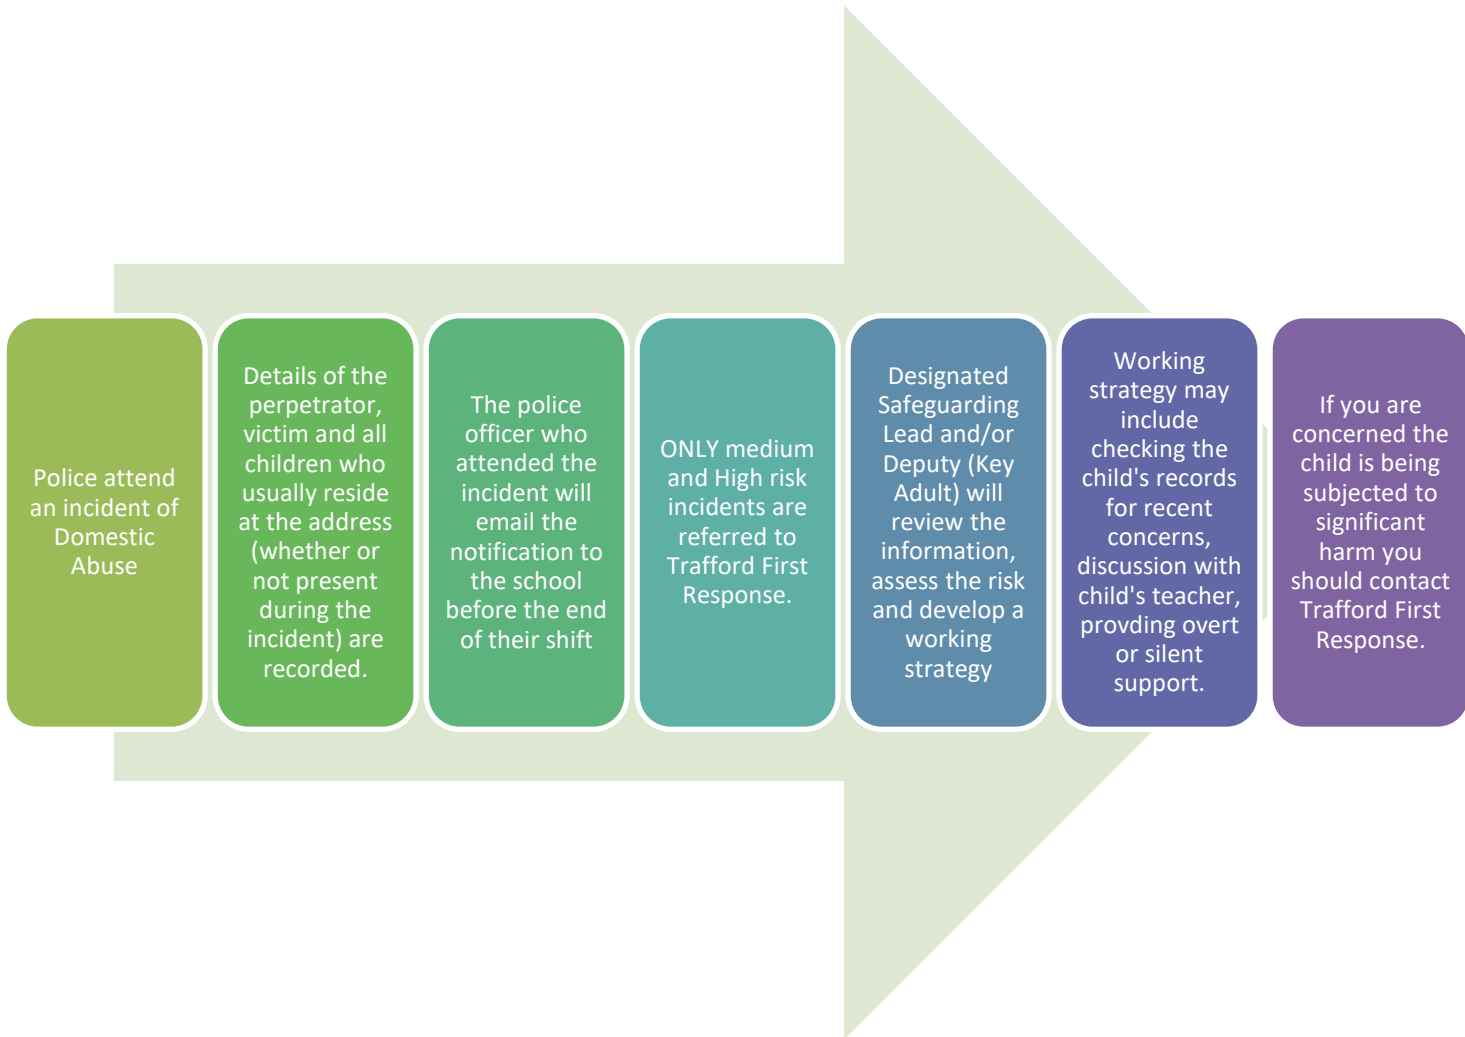 Police attend
an incident of
Domestic
Abuse
Details of the
perpetrator,
victim and all
children who
usually reside
at the address
(whether or
not present
during the
incident) are
recorded.
The police
officer who
attended the
incident will
email the
notification to
the school
before the end
of their shift
ONLY medium
and High risk
incidents are
referred to
Trafford First
Response.
Designated
Safeguarding
Lead and/or
Deputy (Key
Adult) will
review the
information,
assess the risk
and develop a
working
strategy
Working
strategy may
include
checking the
child's records
for recent
concerns,
discussion with
child's teacher,
provding overt
or silent
support.
If you are
concerned the
child is being
subjected to
significant
harm you
should contact
Trafford First
Response.